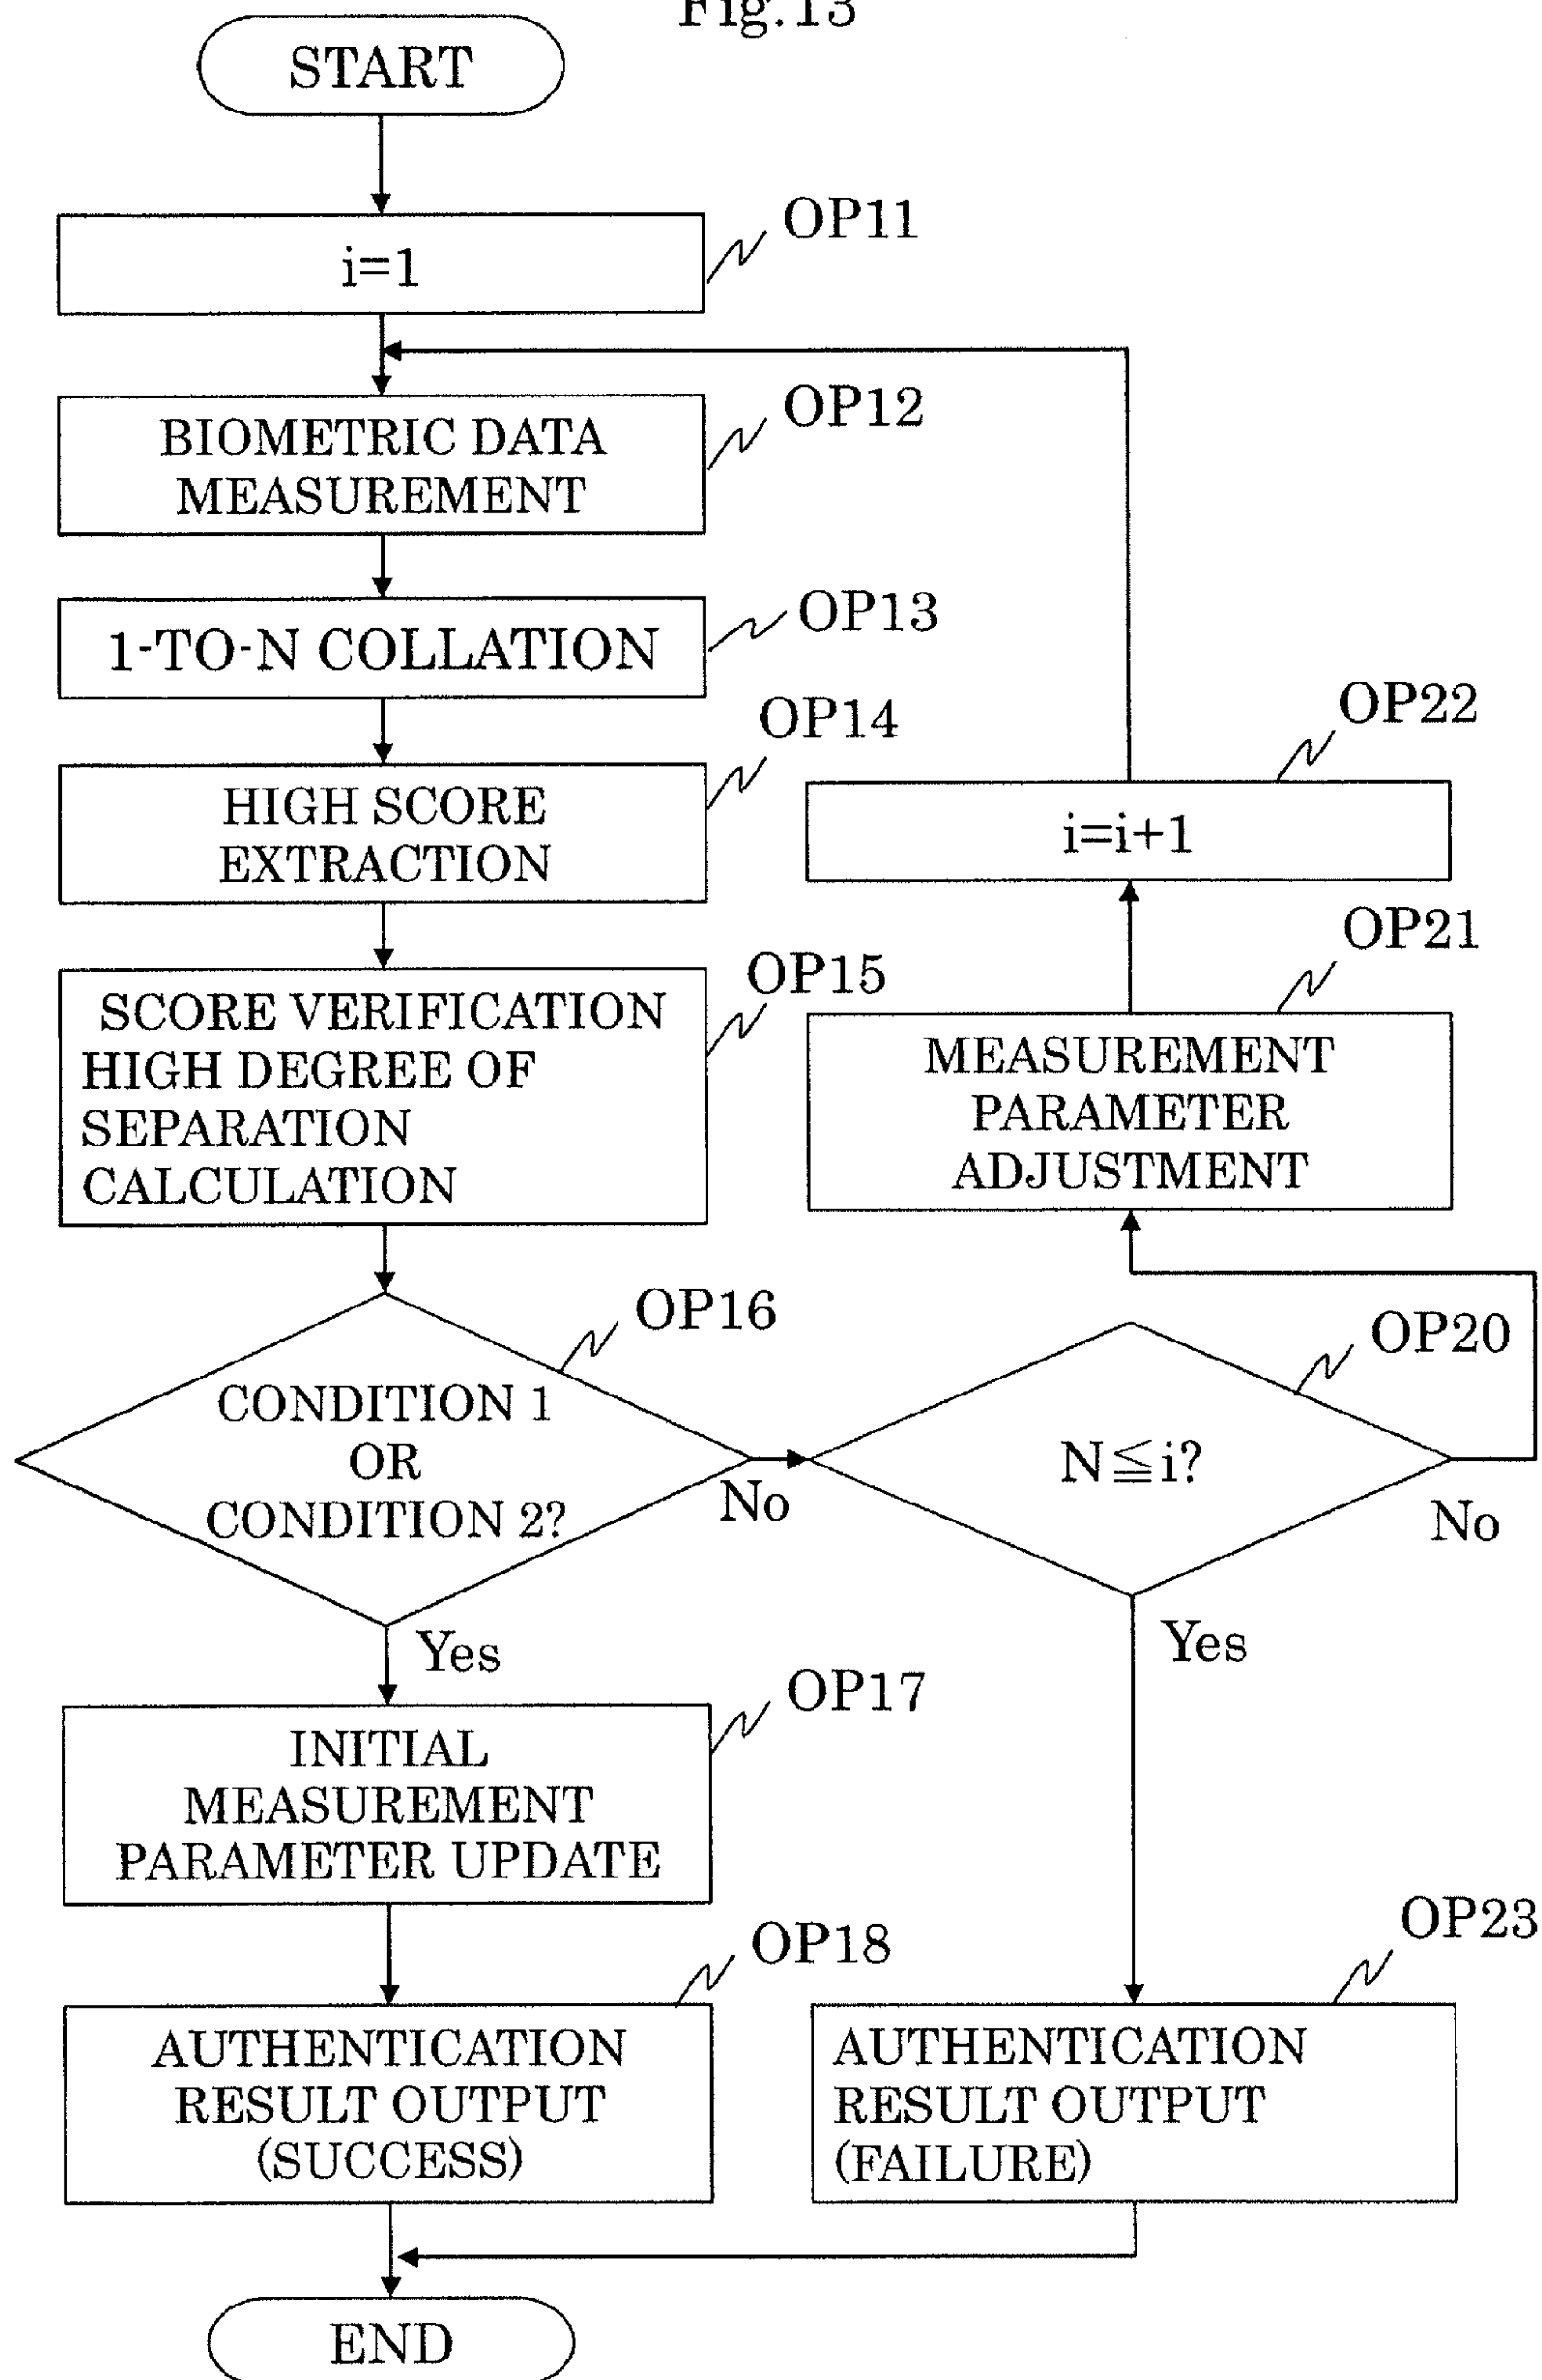 Fig.13
START
OP11
i=1
OP12
BIOMETRIC DATA
MEASUREMENT
OP13
1-TO-N COLLATION
OP14
HIGH SCORE
EXTRACTION
OP22
i=i+1
OP15
SCORE VERIFICATION
HIGH DEGREE OF
SEPARATION
CALCULATION
OP21
MEASUREMENT
PARAMETER
ADJUSTMENT
OP16
CONDITION 1
OR
CONDITION 2?
No
OP20
N≦i?
No
Yes
Yes
OP17
INITIAL
MEASUREMENT
PARAMETER UPDATE
OP18
AUTHENTICATION
RESULT OUTPUT
(SUCCESS)
OP23
AUTHENTICATION
RESULT OUTPUT
(FAILURE)
END